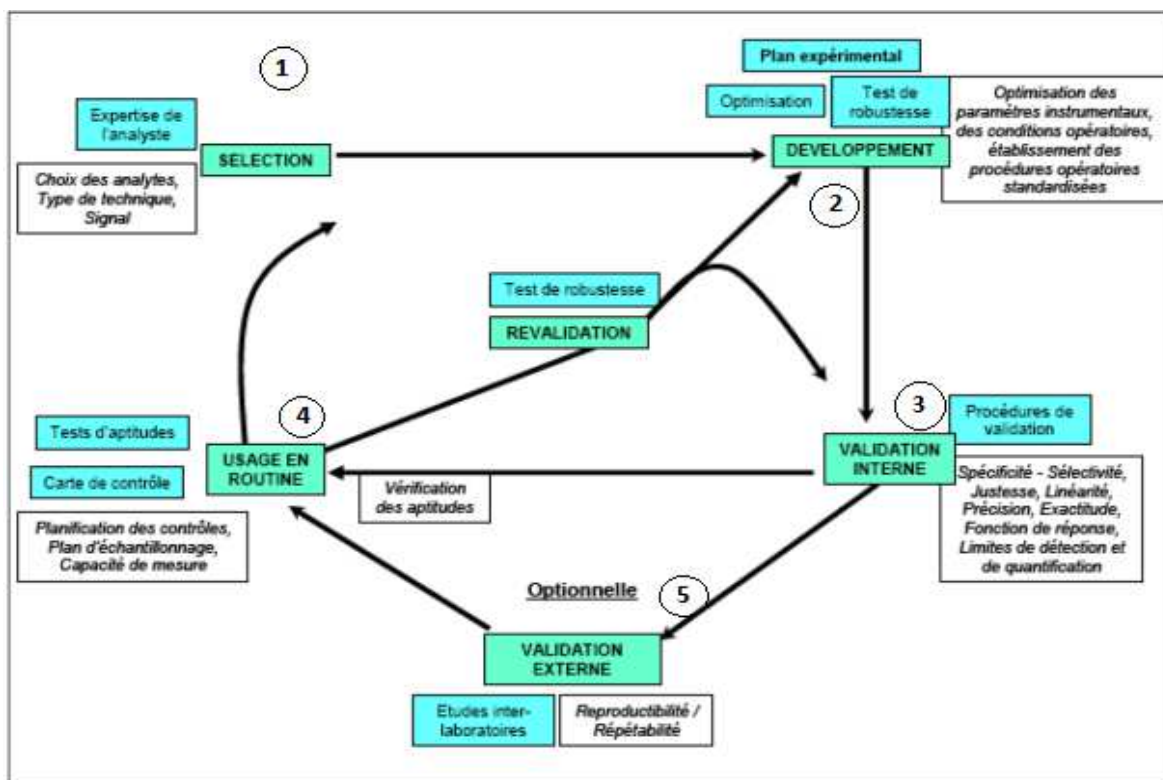 1
Expertise de
l'analyste
SELECTION
Choix des analytes,
Type de technique,
Signal
Plan expérimental
Optimisation
Test de
robustesse
DEVELOPPEMENT
Optimisation des
paramètres instrumentaux,
des conditions opératoires,
établissement des
procédures opératoires
standardisées
2
Test de robustesse
REVALIDATION
3
Procédures de
validation
VALIDATION
INTERNE
Spécificité - Sélectivité,
Justesse, Linéarité,
Précision, Exactitude,
Fonction de réponse,
Limites de détection et
de quantification
4
Tests d'aptitudes
Carte de contrôle
USAGE EN
ROUTINE
Planification des contrôles,
Plan d'échantillonnage,
Capacité de mesure
Vérification
des aptitudes
Optionnelle
5
VALIDATION
EXTERNE
Etudes inter-
laboratoires
Reproductibilité /
Répétabilité